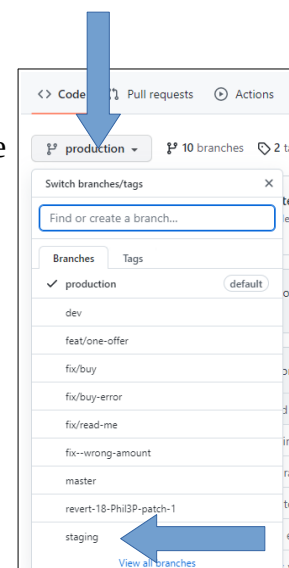 <> Code Pull requests Actions
e
production 10 branches 2 ta
Switch branches/tags
Find or create a branch...
Branches Tags
production default
dev
feat/one-offer
fix/buy
fix/buy-error
fix/read-me
fix--wrong-amount
master
revert-18-Phil3P-patch-1
staging
View all branches